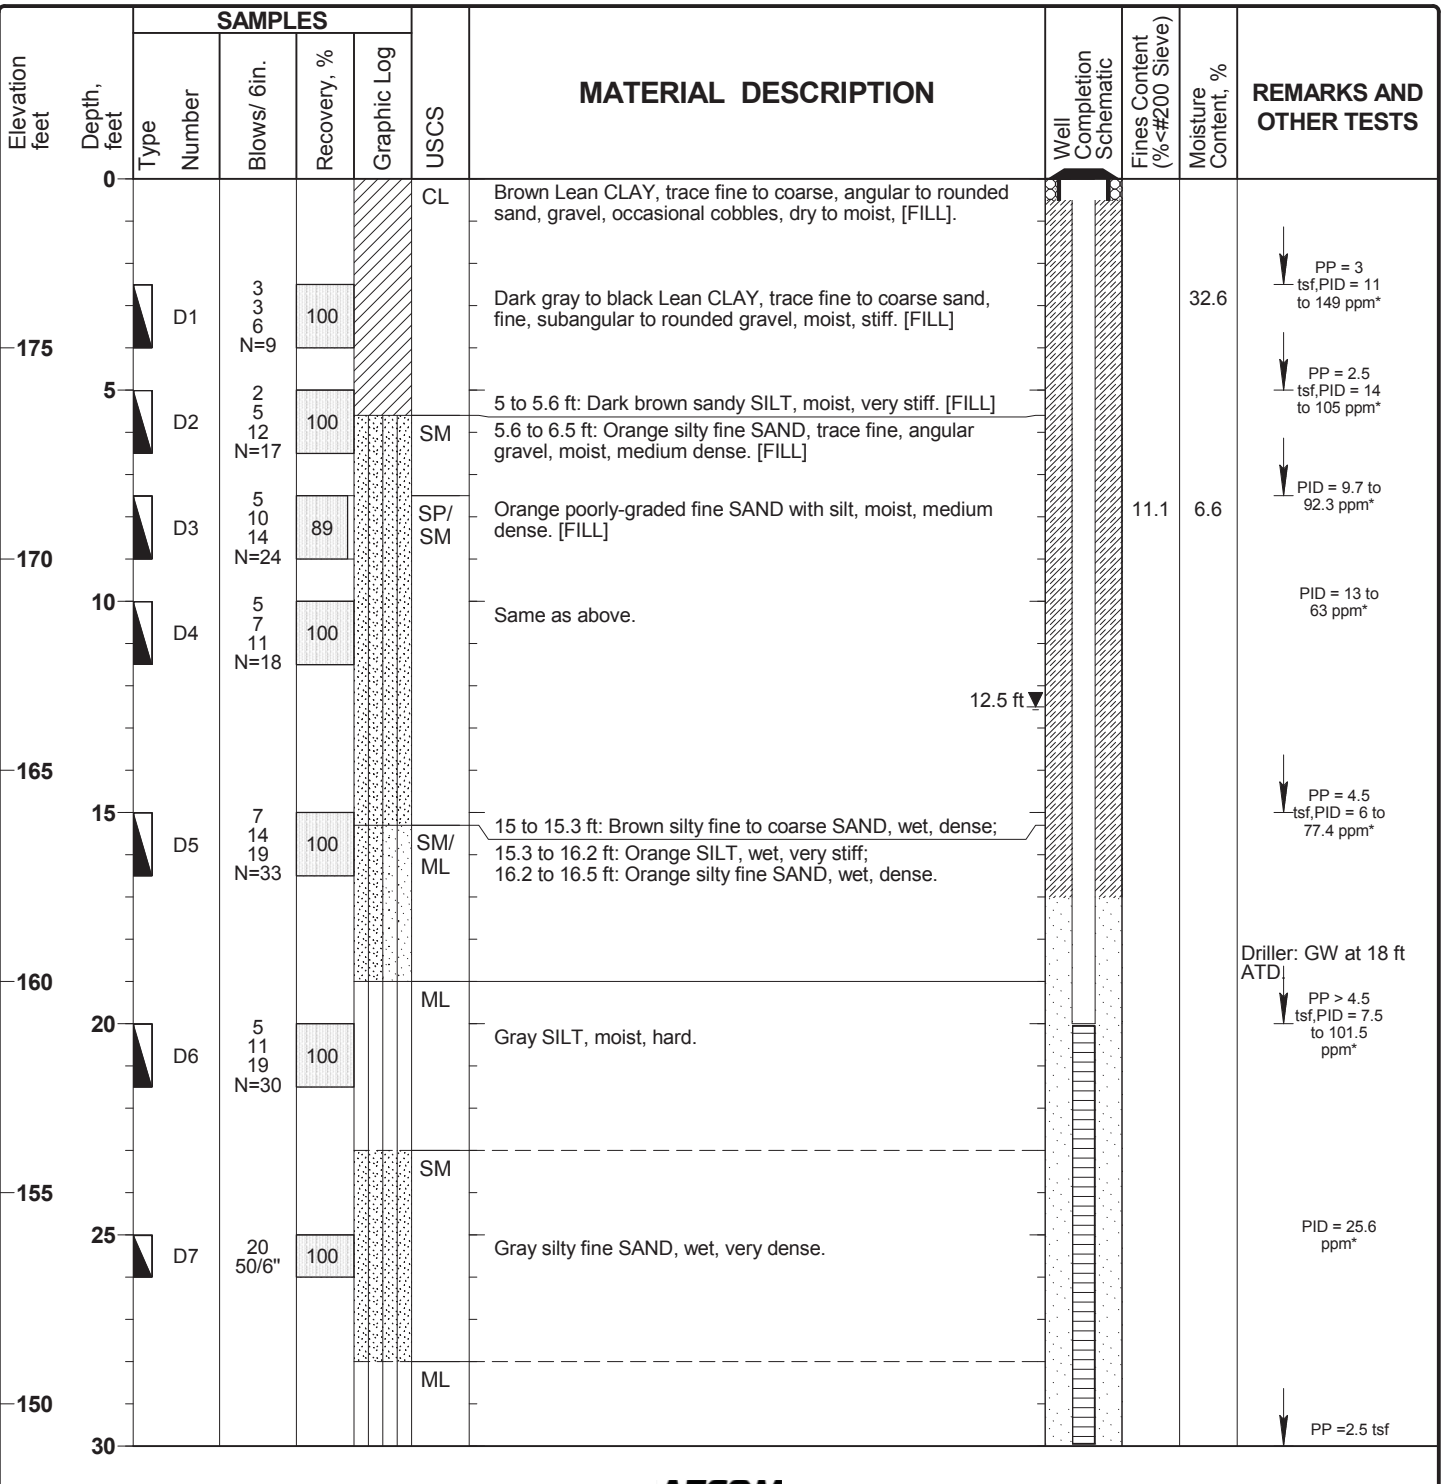 SAMPLES
Elevation
feet
Depth,
feet
Type
Number
Blows/ 6in.
Recovery, %
Graphic Log
USCS
MATERIAL DESCRIPTION
Well
Completion
Schematic
Fines Content
(%<#200 Sieve)
Moisture
Content, %
REMARKS AND
OTHER TESTS
0
CL
Brown Lean CLAY, trace fine to coarse, angular to rounded
sand, gravel, occasional cobbles, dry to moist, [FILL].
D1
3
3
6
N=9
100
Dark gray to black Lean CLAY, trace fine to coarse sand,
fine, subangular to rounded gravel, moist, stiff. [FILL]
32.6
PP = 3
tsf,PID = 11
to 149 ppm*
175
5
D2
2
5
12
N=17
100
5 to 5.6 ft: Dark brown sandy SILT, moist, very stiff. [FILL]
SM
5.6 to 6.5 ft: Orange silty fine SAND, trace fine, angular
gravel, moist, medium dense. [FILL]
PP = 2.5
tsf,PID = 14
to 105 ppm*
D3
5
10
14
N=24
89
SP/
SM
Orange poorly-graded fine SAND with silt, moist, medium
dense. [FILL]
11.1
6.6
PID = 9.7 to
92.3 ppm*
170
10
D4
5
7
11
N=18
100
Same as above.
PID = 13 to
63 ppm*
12.5 ft
165
15
D5
7
14
19
N=33
100
SM/
ML
15 to 15.3 ft: Brown silty fine to coarse SAND, wet, dense;
15.3 to 16.2 ft: Orange SILT, wet, very stiff;
16.2 to 16.5 ft: Orange silty fine SAND, wet, dense.
PP = 4.5
tsf,PID = 6 to
77.4 ppm*
Driller: GW at 18 ft
ATD.
160
ML
20
D6
5
11
19
N=30
100
Gray SILT, moist, hard.
PP > 4.5
tsf,PID = 7.5
to 101.5
ppm*
SM
155
25
D7
20
50/6"
100
Gray silty fine SAND, wet, very dense.
PID = 25.6
ppm*
ML
150
30
PP =2.5 tsf